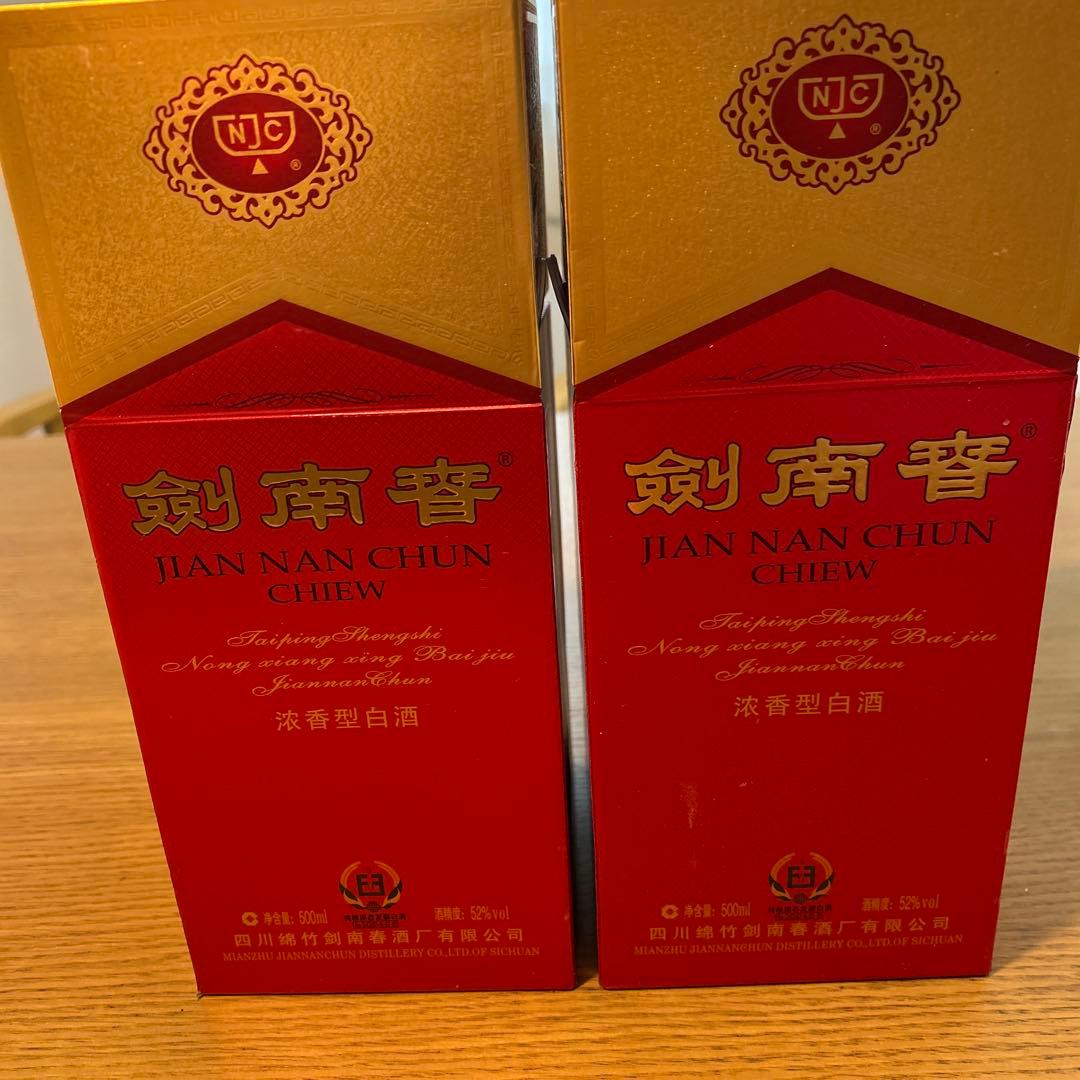 NJC
®
劍南春®
JIAN NAN CHUN
CHIEW
TaipingShengshi
Nong xiang xing Bai jiu
JiannanChun
浓香型白酒
净含量: 500ml 酒精度: 52%vol
四川绵竹剑南春酒厂有限公司
MIANZHU JIANNANCHUN DISTILLERY CO.,LTD.OF SICHUAN
NJC
®
劍南春®
JIAN NAN CHUN
CHIEW
TaipingShengshi
Nong xiang xing Bai jiu
JiannanChun
浓香型白酒
净含量: 500ml 酒精度: 52%vol
四川绵竹剑南春酒厂有限公司
MIANZHU JIANNANCHUN DISTILLERY CO.,LTD.OF SICHUAN